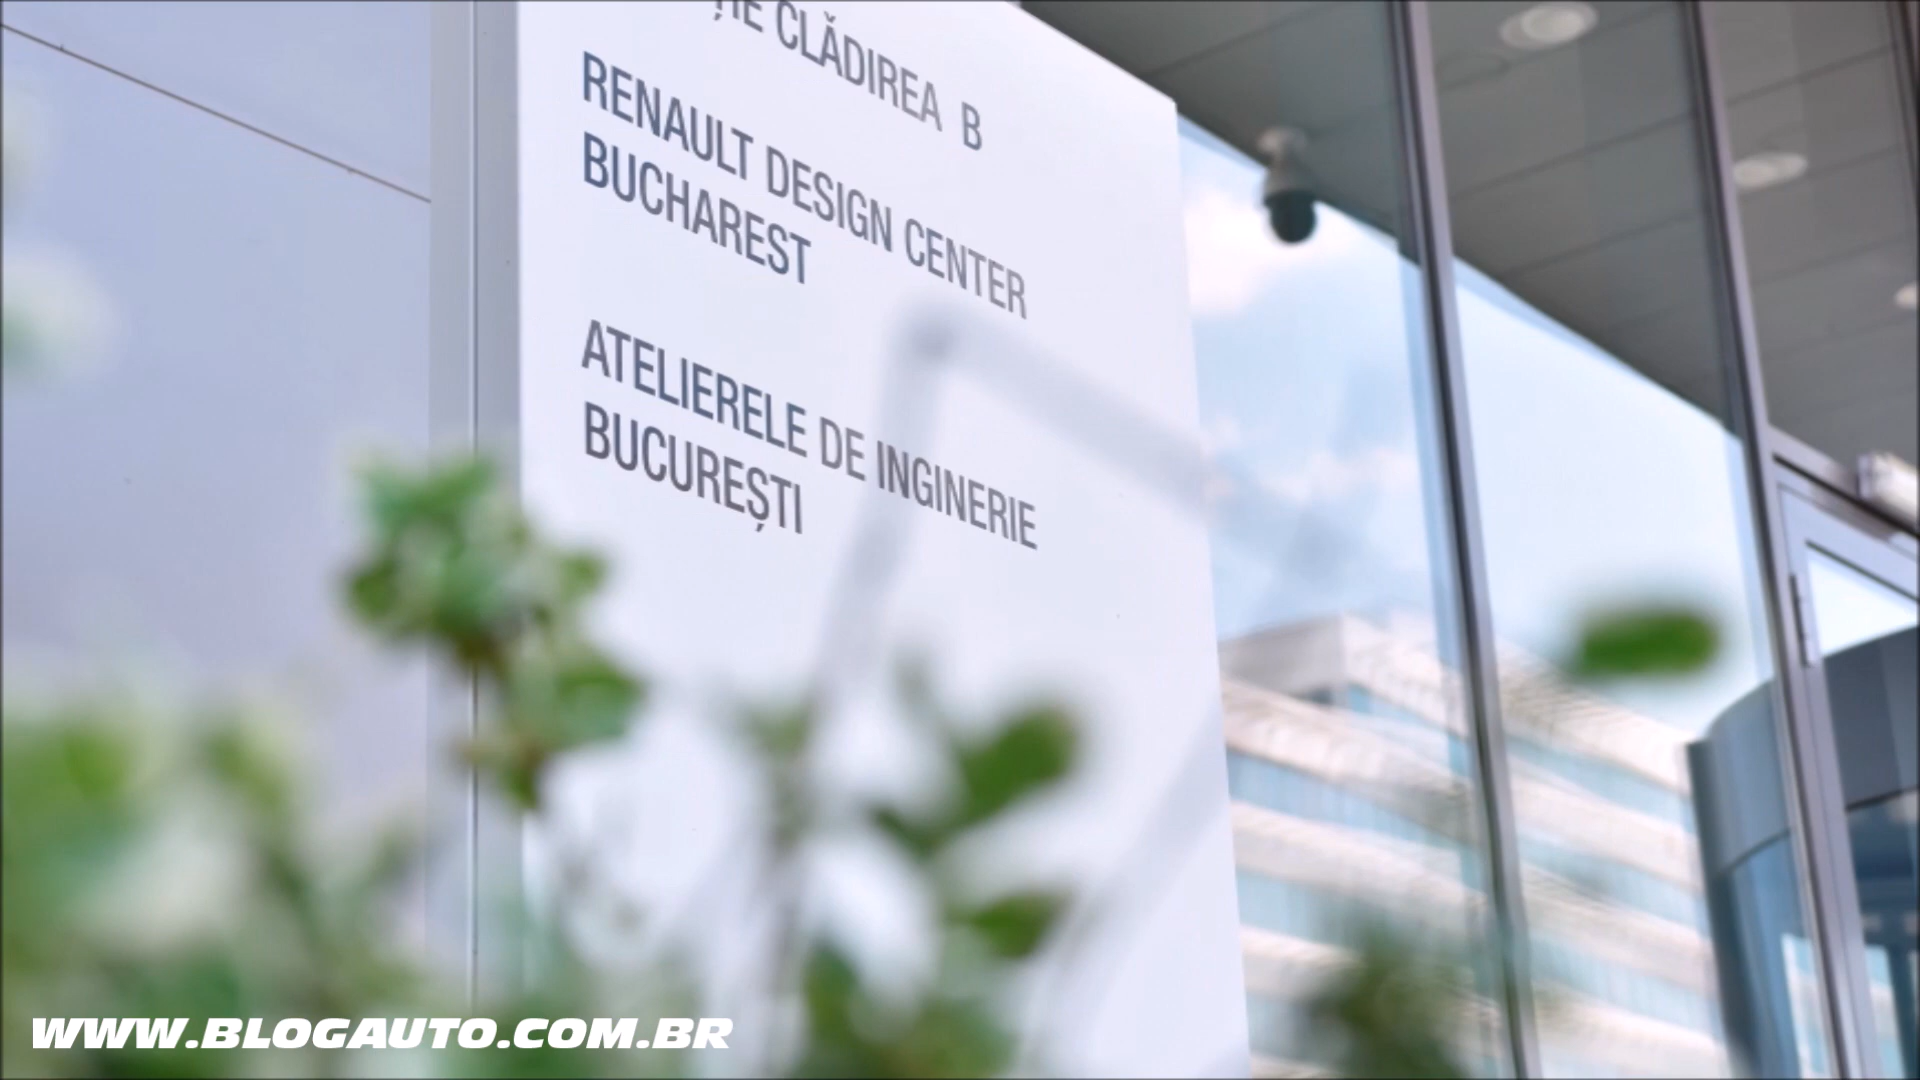 CLĂDIREA B
RENAULT DESIGN CENTER
BUCHAREST
ATELIERELE DE INGINERIE
BUCUREȘTI
WWW.BLOGAUTO.COM.BR